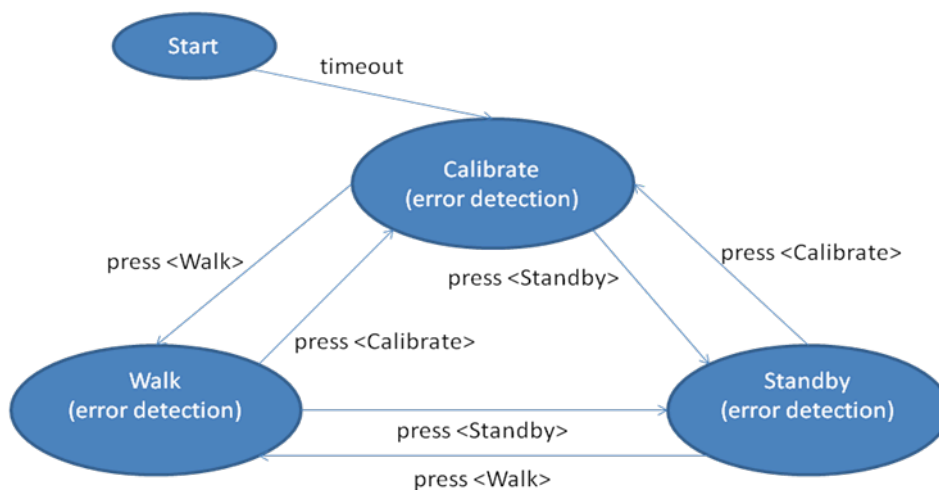 Start
timeout
Calibrate
(error detection)
press <Walk>
press <Standby>
press <Calibrate>
press <Calibrate>
Walk
(error detection)
Standby
(error detection)
press <Standby>
press <Walk>